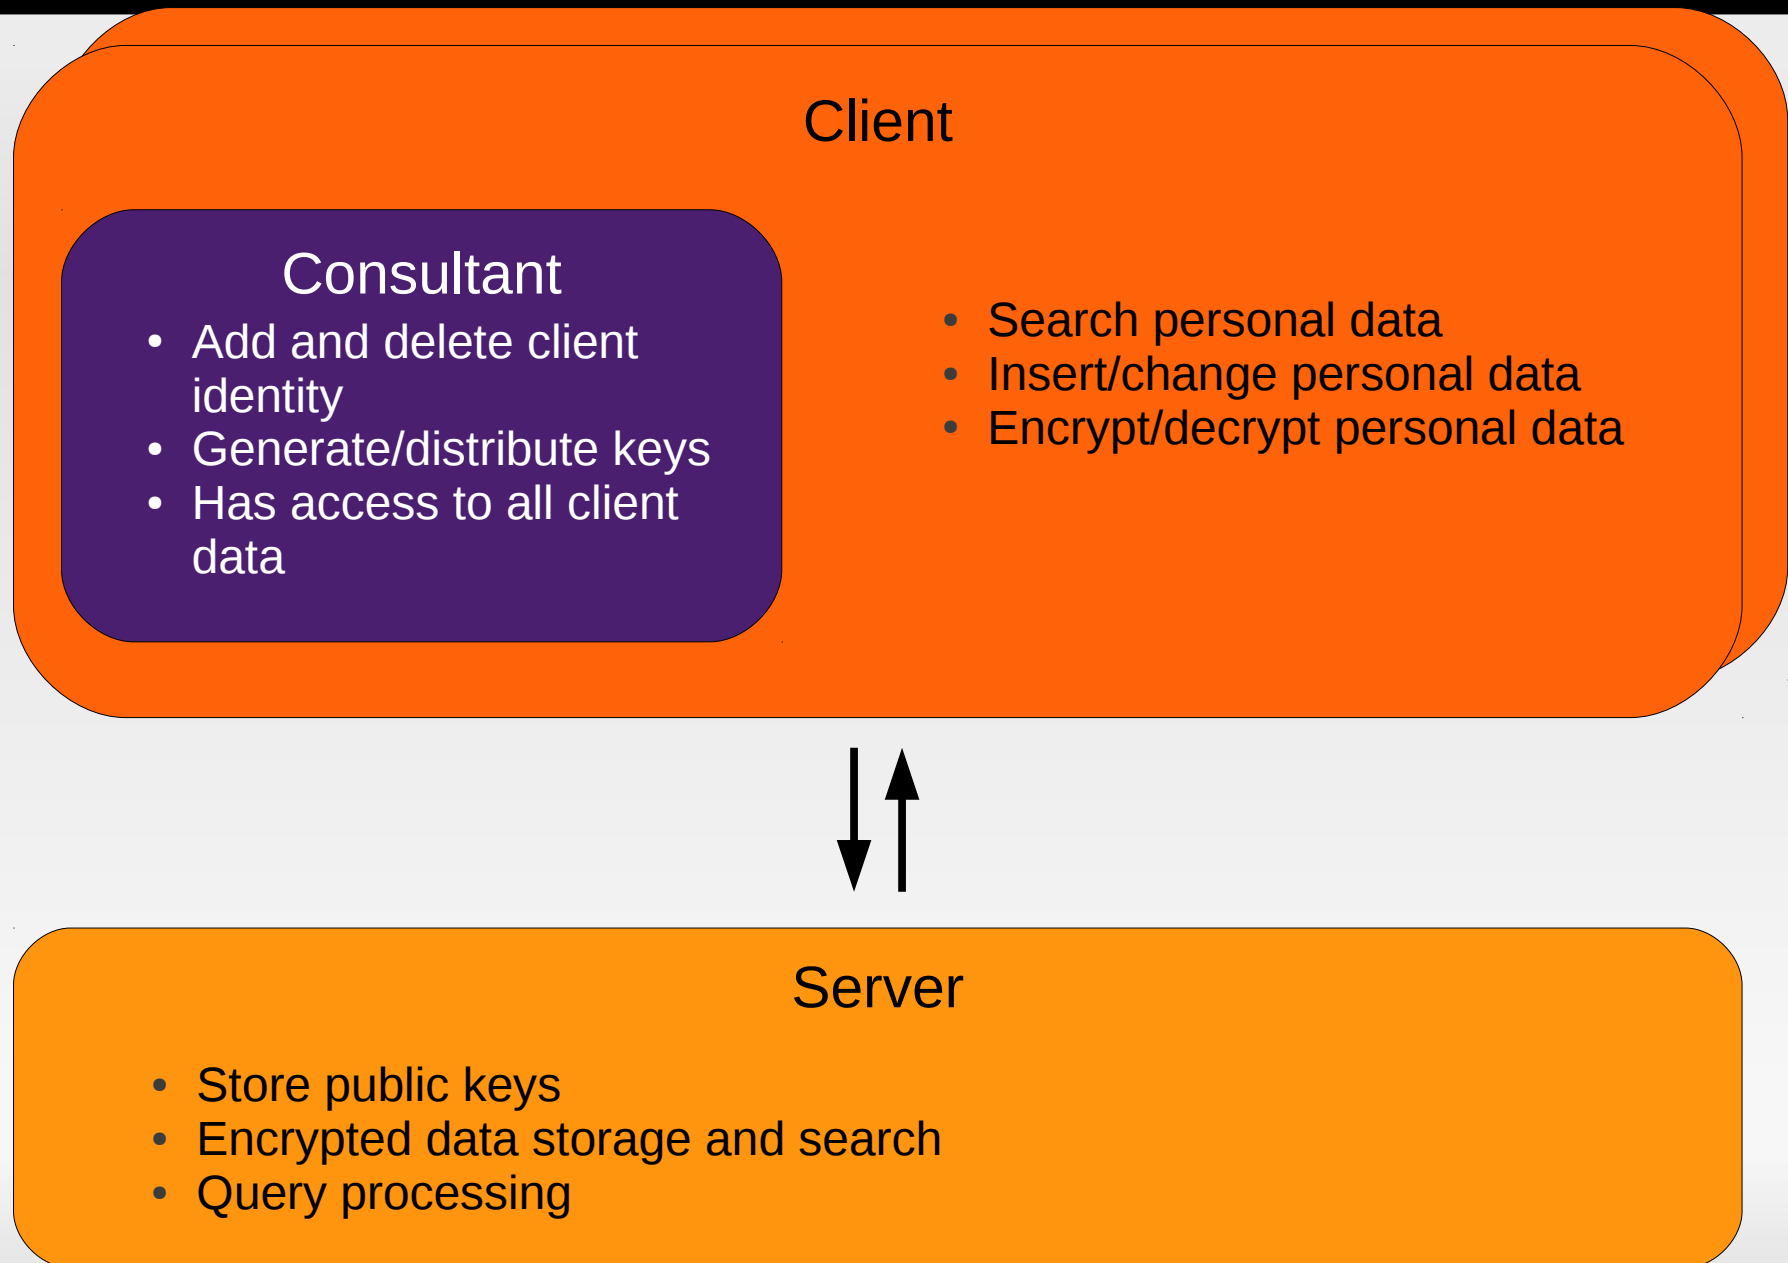 Client
Consultant
• Add and delete client
identity
• Generate/distribute keys
• Has access to all client
data
• Search personal data
• Insert/change personal data
• Encrypt/decrypt personal data
Server
• Store public keys
• Encrypted data storage and search
• Query processing